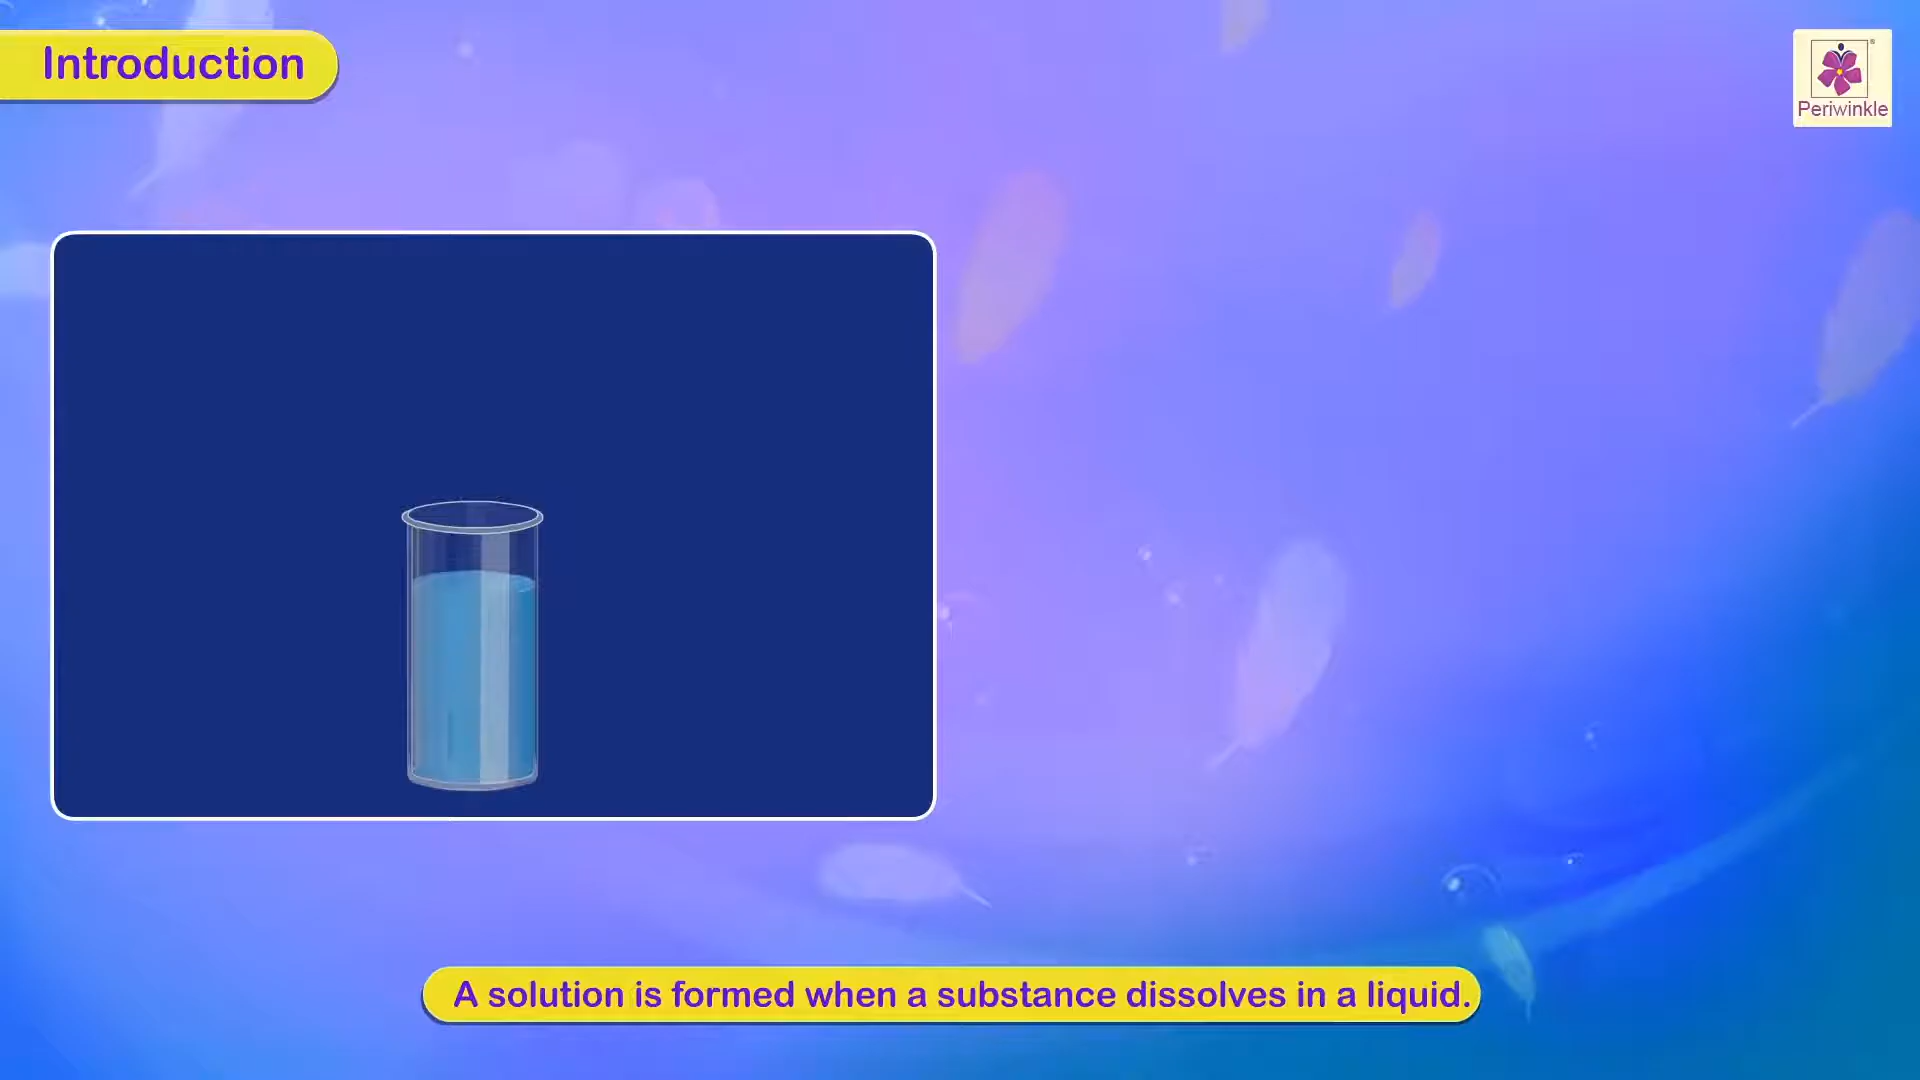 Introduction
Periwinkle
A solution is formed when a substance dissolves in a liquid.